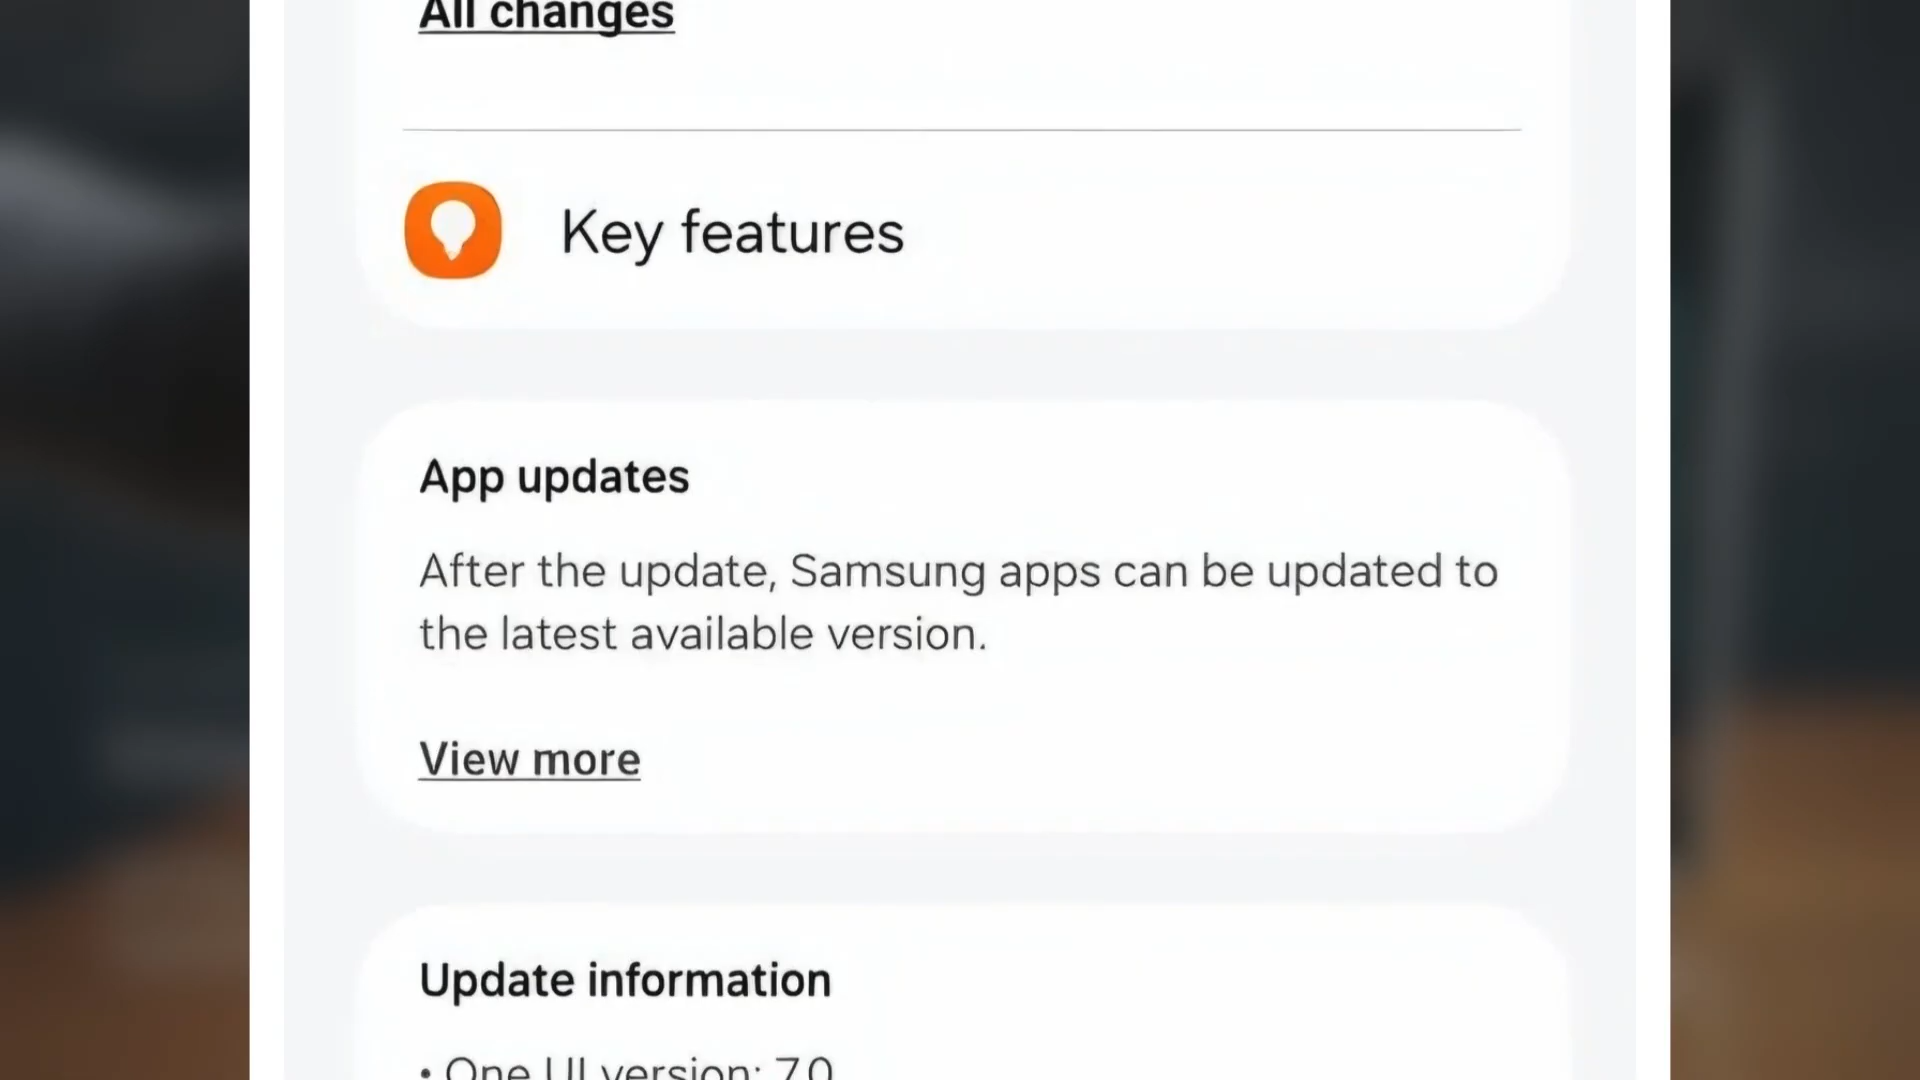 All changes
Key features
App updates
After the update, Samsung apps can be updated to
the latest available version.
View more
Update information
• One UI version: 7.0